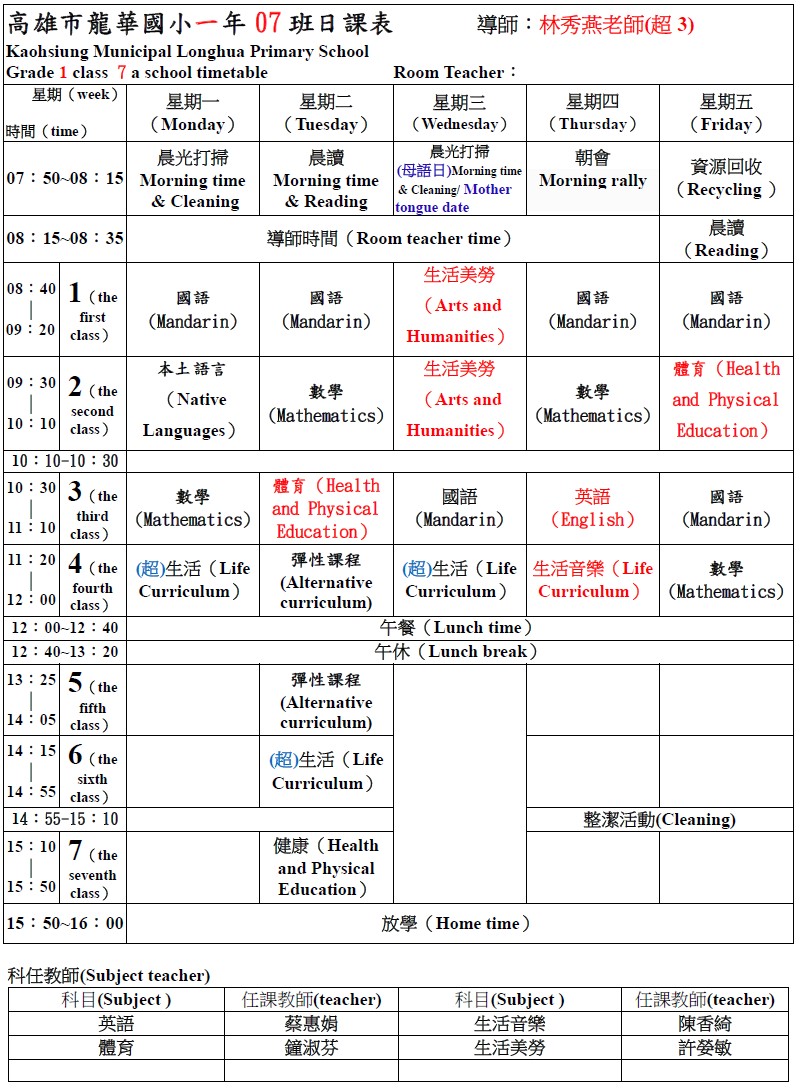 高雄市龍華國小一年07班日課表 導師：林秀燕老師(超3)
Kaohsiung Municipal Longhua Primary School
Grade 1 class 7 a school timetable Room Teacher：
星期（week）
時間（time）
星期一
（Monday）
星期二
（Tuesday）
星期三
（Wednesday）
星期四
（Thursday）
星期五
（Friday）
07：50~08：15
晨光打掃
Morning time
& Cleaning
晨讀
Morning time
& Reading
晨光打掃
(母語日)Morning time
& Cleaning/ Mother
tongue date
朝會
Morning rally
資源回收
（Recycling ）
08：15~08：35
導師時間（Room teacher time）
晨讀
（Reading）
08：40
｜
09：20
1（the
first
class）
國語
（Mandarin）
國語
（Mandarin）
生活美勞
（Arts and
Humanities）
國語
（Mandarin）
國語
（Mandarin）
09：30
｜
10：10
2（the
second
class）
本土語言
（Native
Languages）
數學
（Mathematics）
生活美勞
（Arts and
Humanities）
數學
（Mathematics）
體育（Health
and Physical
Education）
10：10-10：30
10：30
｜
11：10
3（the
third
class）
數學
（Mathematics）
體育（Health
and Physical
Education）
國語
（Mandarin）
英語
（English）
國語
（Mandarin）
11：20
｜
12：00
4（the
fourth
class）
(超)生活（Life
Curriculum）
彈性課程
(Alternative
curriculum)
(超)生活（Life
Curriculum）
生活音樂（Life
Curriculum）
數學
（Mathematics）
12：00~12：40
午餐（Lunch time）
12：40~13：20
午休（Lunch break）
13：25
｜
14：05
5（the
fifth
class）
彈性課程
(Alternative
curriculum)
14：15
｜
14：55
6（the
sixth
class）
(超)生活（Life
Curriculum）
14：55-15：10
整潔活動(Cleaning)
15：10
｜
15：50
7（the
seventh
class）
健康（Health
and Physical
Education）
15：50~16：00
放學（Home time）
科任教師(Subject teacher)
科目(Subject ) 任課教師(teacher) 科目(Subject ) 任課教師(teacher)
英語 蔡惠娟 生活音樂 陳香綺
體育 鐘淑芬 生活美勞 許嫈敏